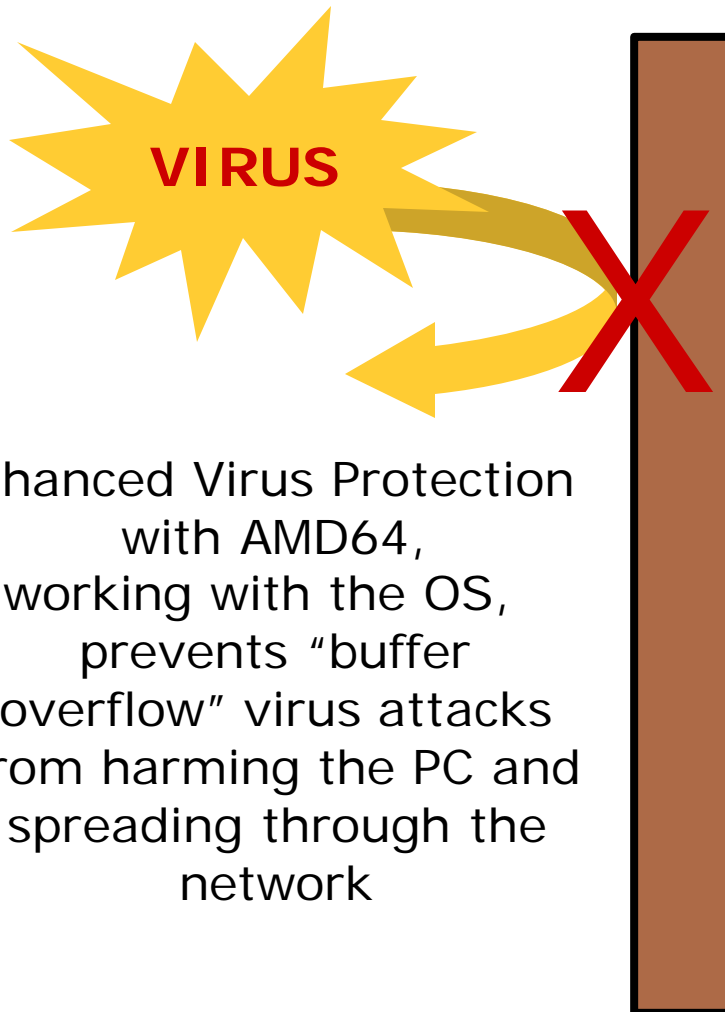 VIRUS
X
hanced Virus Protection
with AMD64,
working with the OS,
prevents “buffer
overflow” virus attacks
rom harming the PC and
spreading through the
network